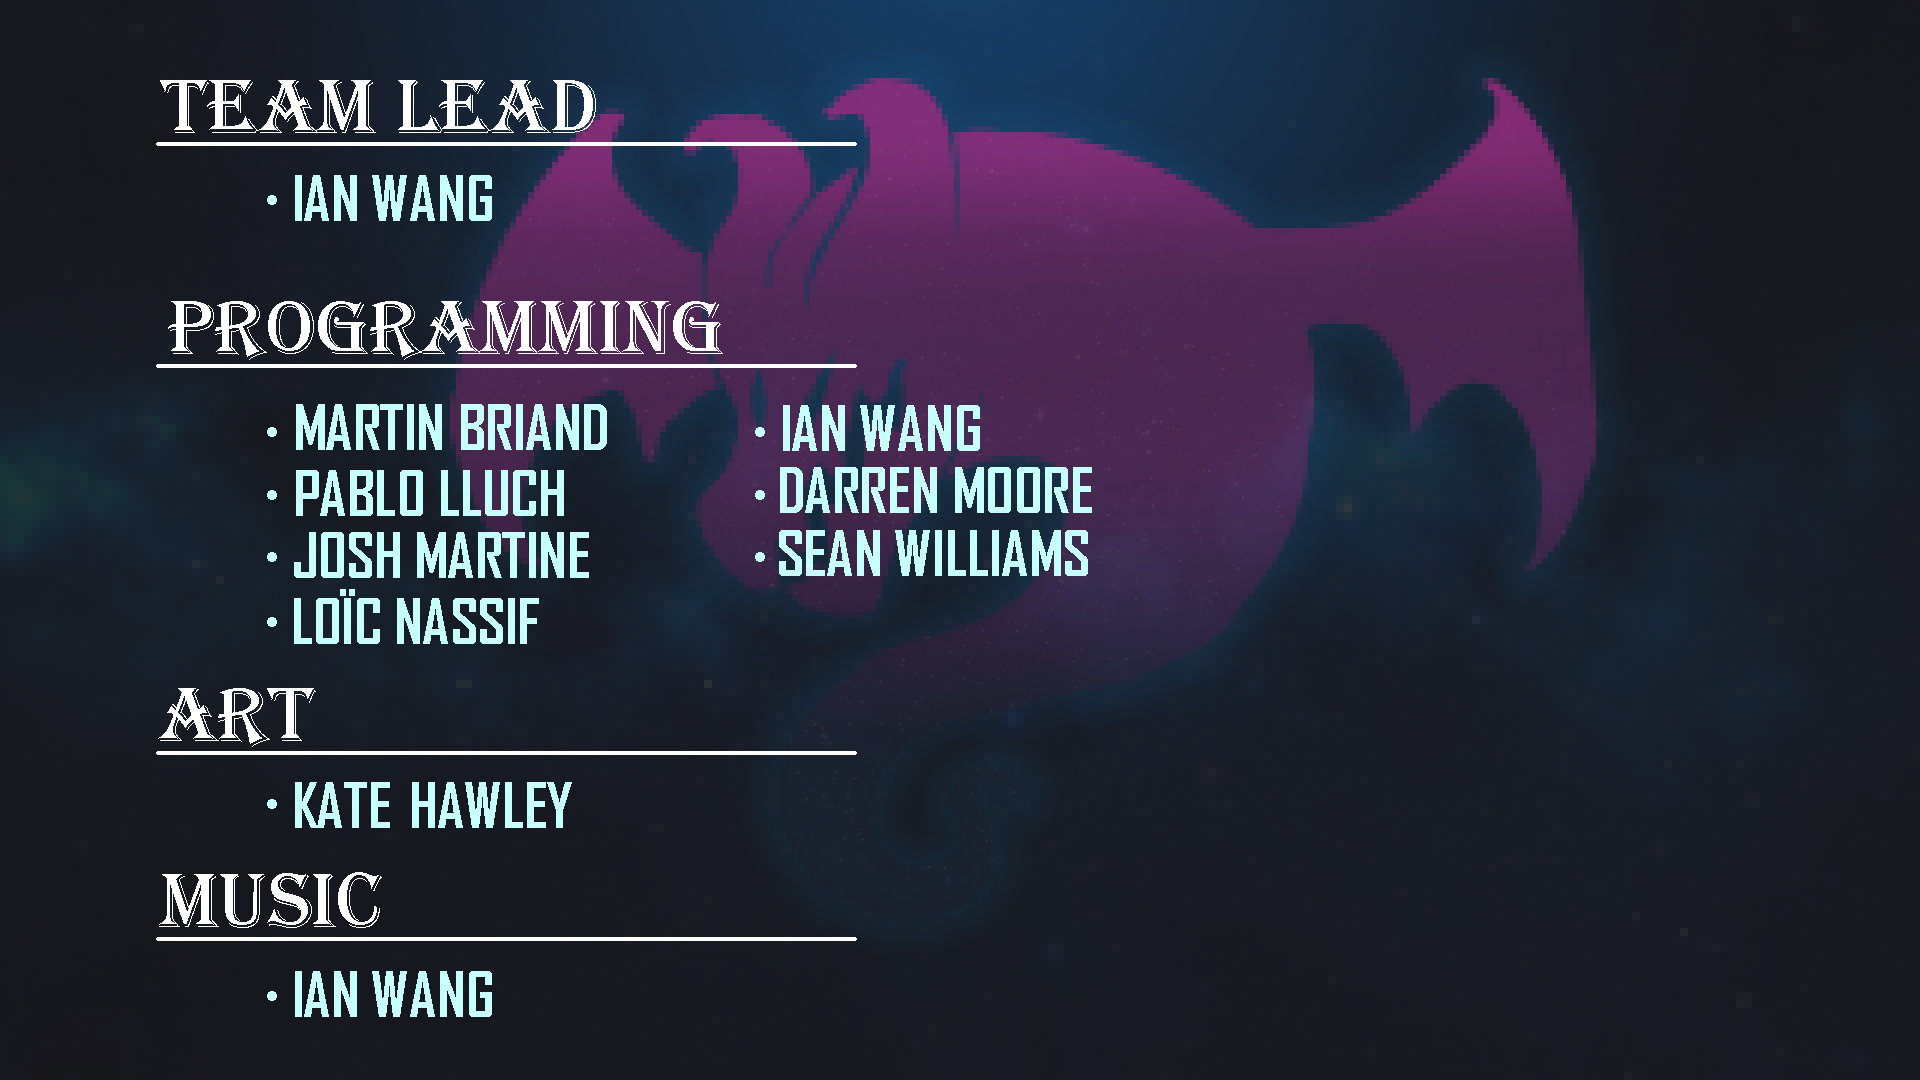 TEAM LEAD
• IAN WANG
PROGRAMMING
• MARTIN BRIAND
• PABLO LLUCH
• JOSH MARTINE
• LOÏC NASSIF
• IAN WANG
• DARREN MOORE
• SEAN WILLIAMS
ART
• KATE HAWLEY
MUSIC
• IAN WANG